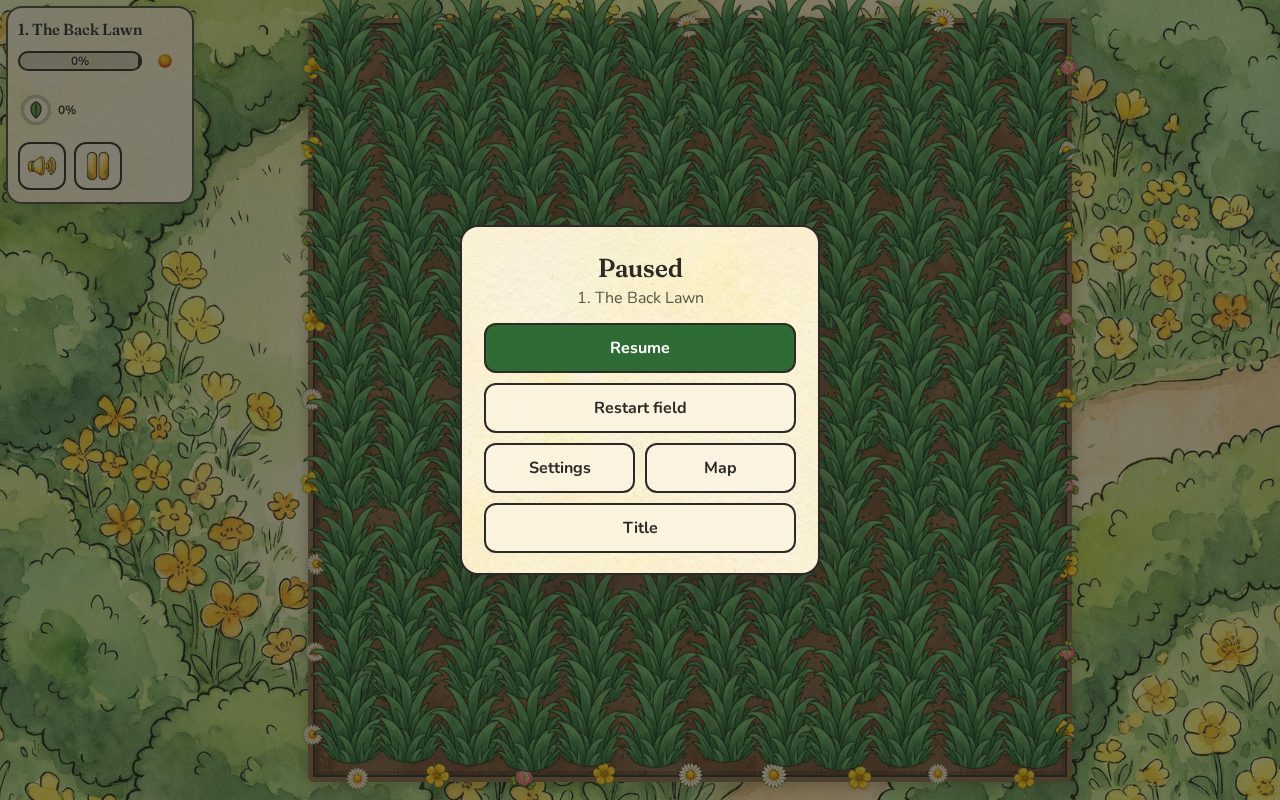 1. The Back Lawn
0%
0%
Paused
1. The Back Lawn
Resume
Restart field
Settings
Map
Title